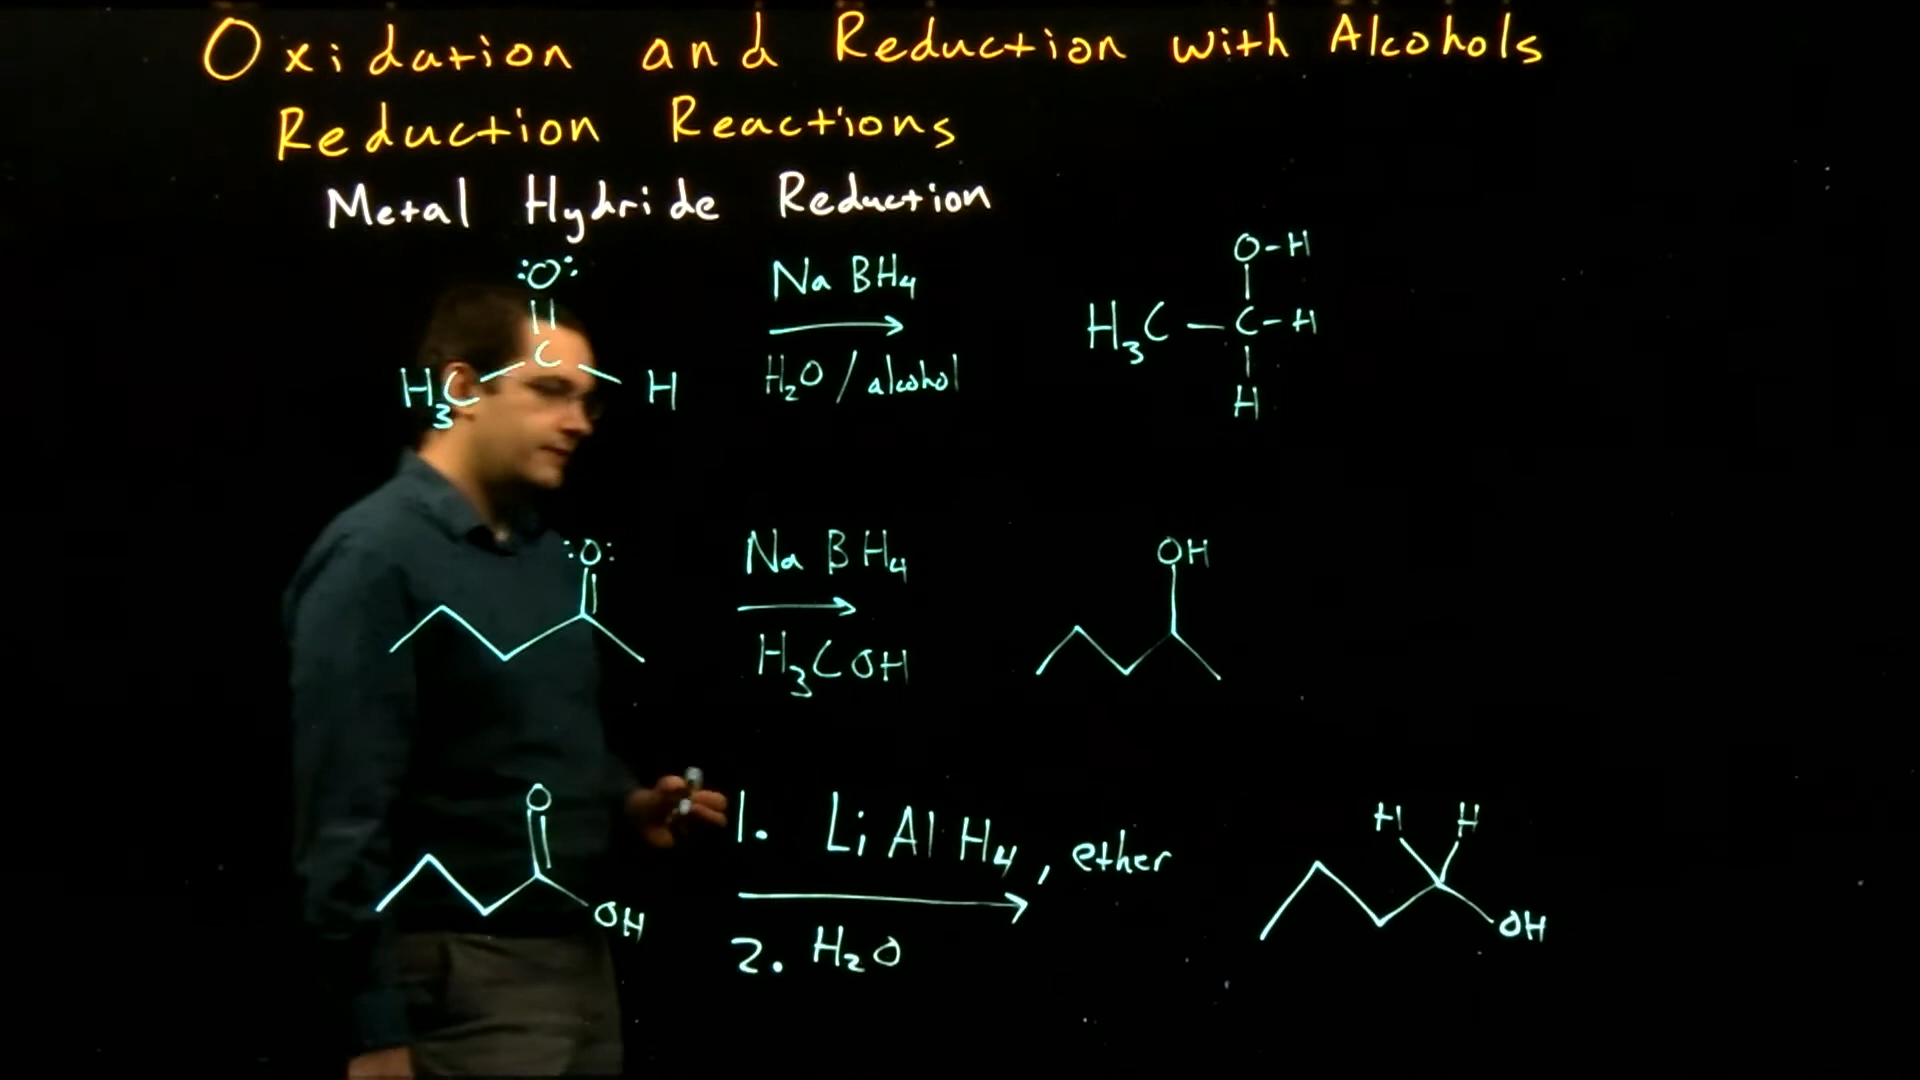 Oxidation and Reduction with Alcohols
Reduction Reactions
Metal Hydride Reduction
:O:
C
H3C H
NaBH4
H2O / alcohol
O-H
H3C-C-H
H
:O:
NaBH4
H3COH
OH
O
OH
1. LiAlH4, ether
2. H2O
H H
OH